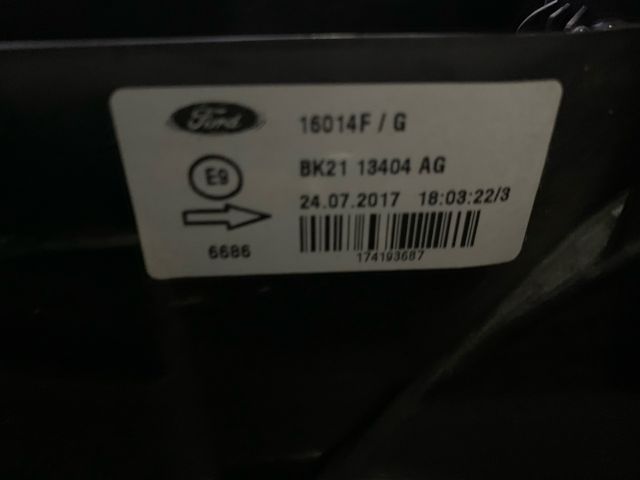 Ford
16014F / G
E9
BK21 13404 AG
24.07.2017 18:03:22/3
6686
174193687